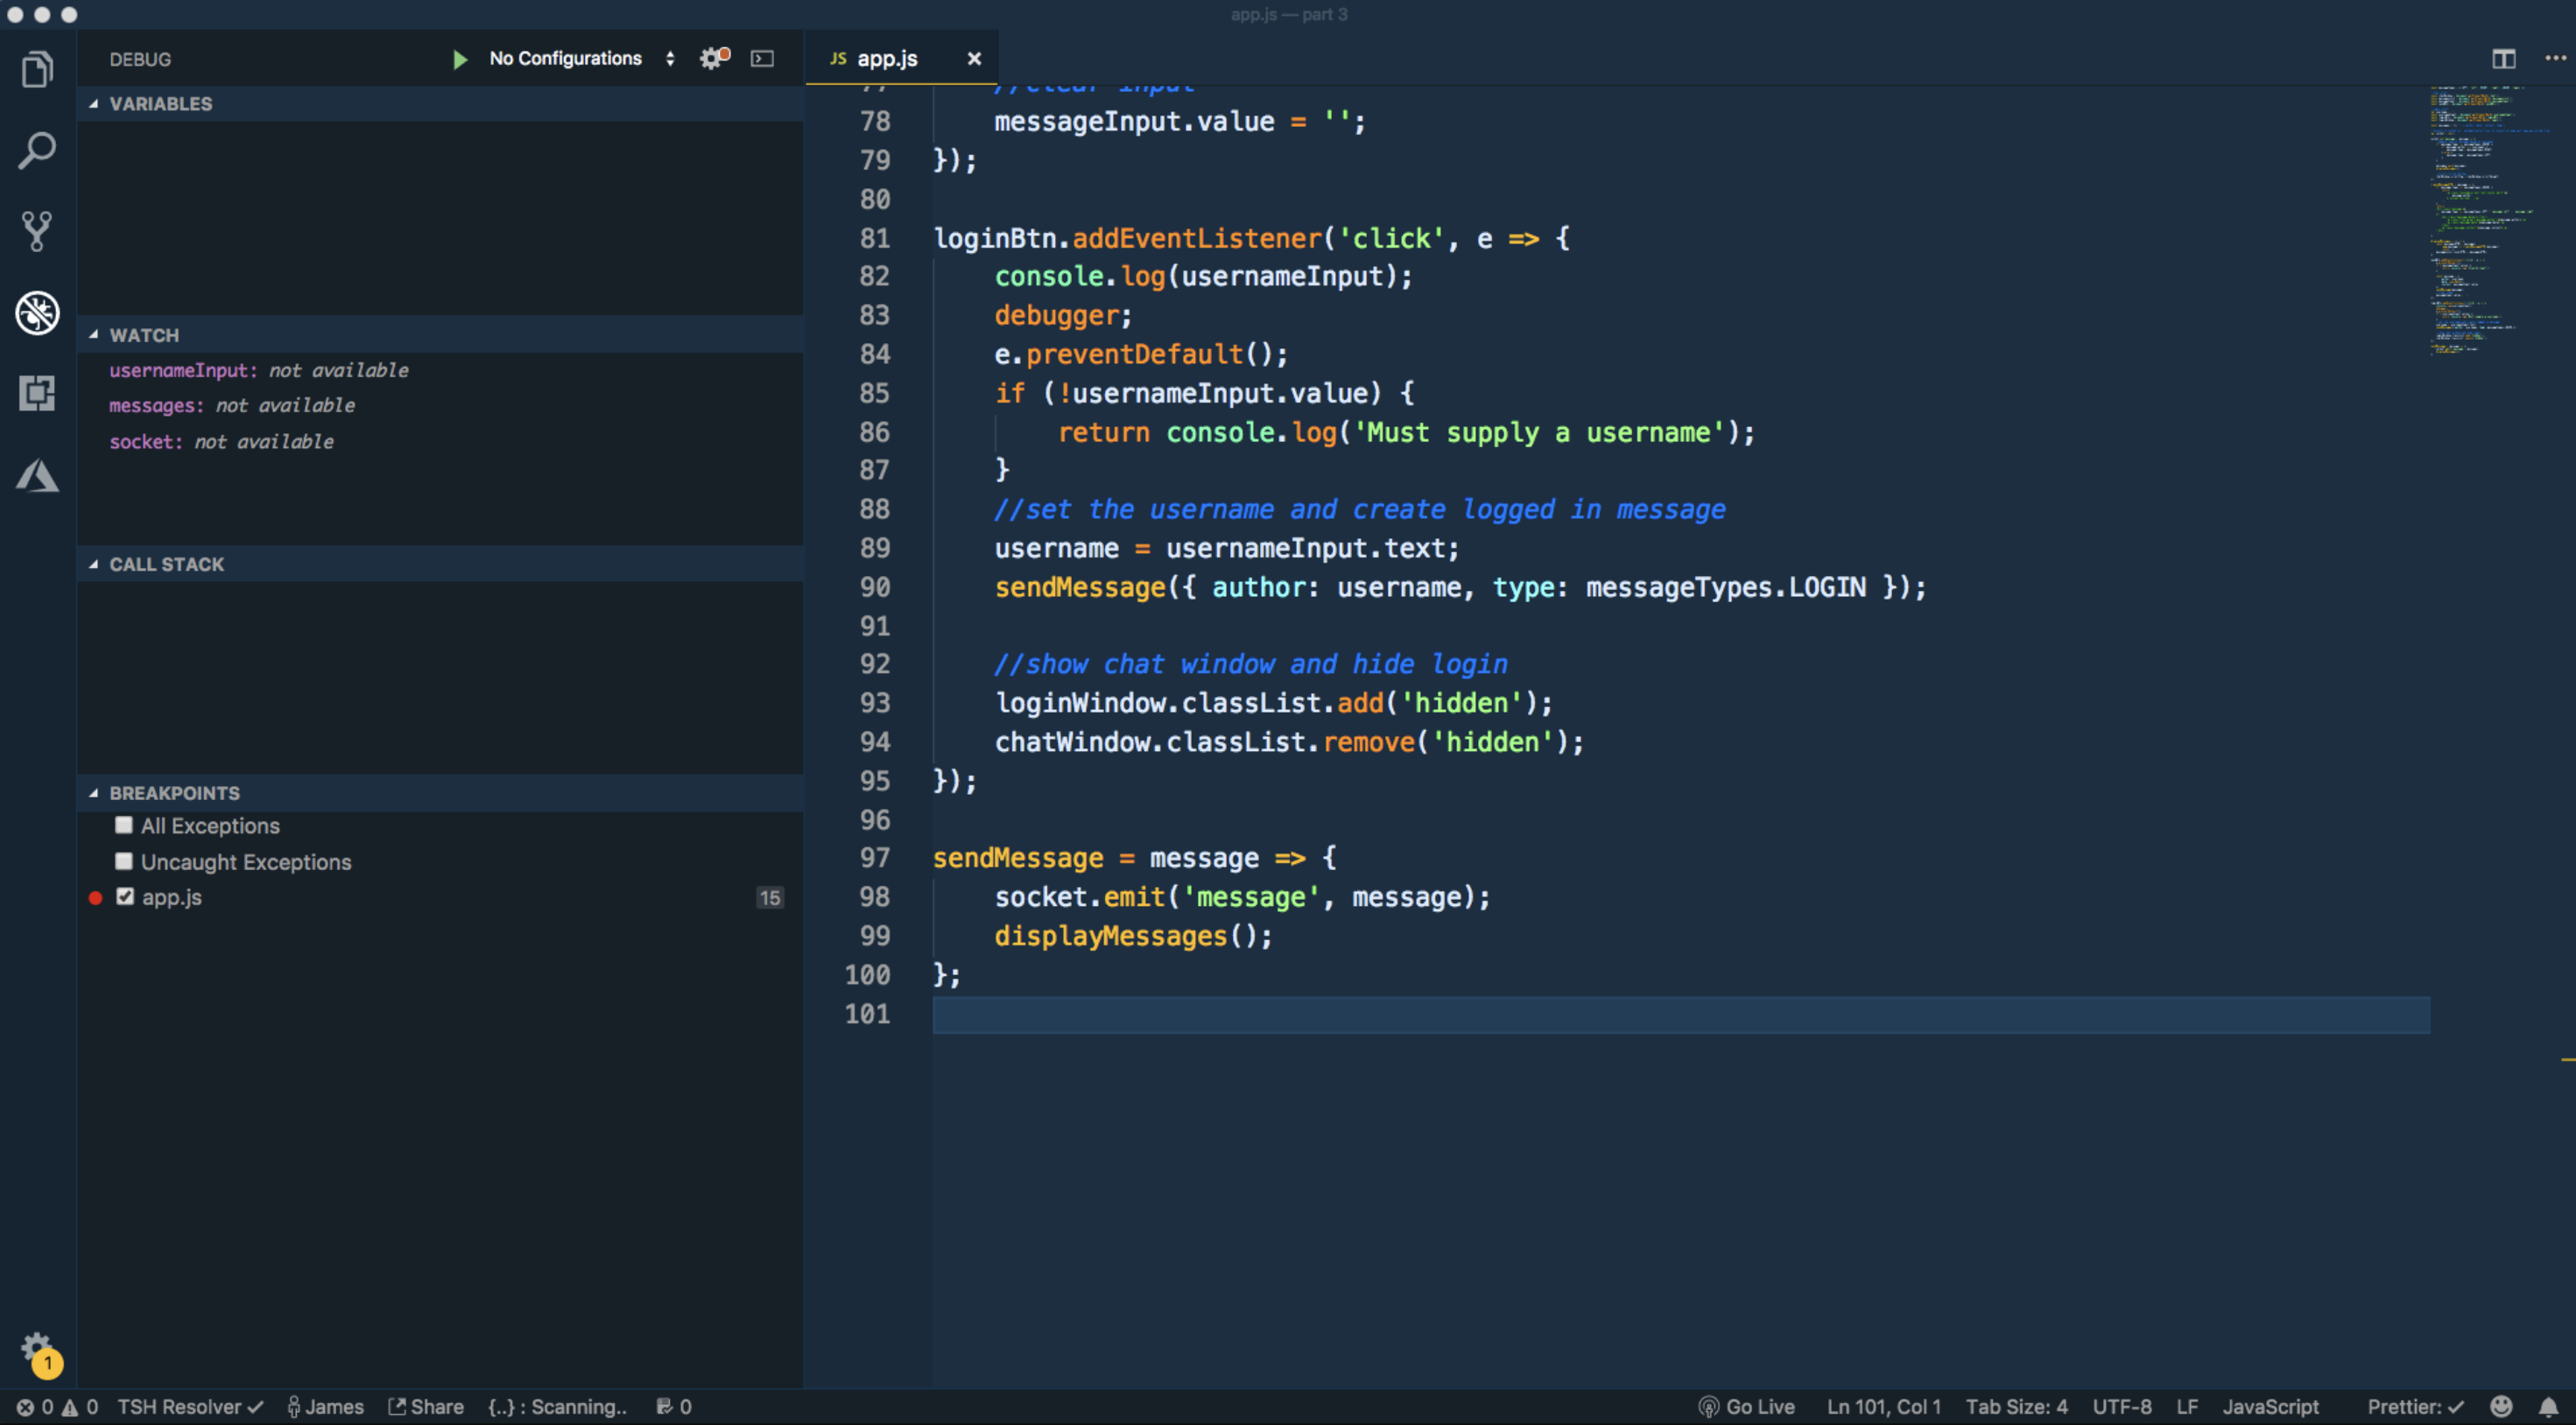 app.js — part 3
DEBUG
No Configurations
JS app.js
VARIABLES
WATCH
usernameInput: not available
messages: not available
socket: not available
CALL STACK
BREAKPOINTS
All Exceptions
Uncaught Exceptions
app.js 15
77 //clear input
78 messageInput.value = '';
79 });
80
81 loginBtn.addEventListener('click', e => {
82 console.log(usernameInput);
83 debugger;
84 e.preventDefault();
85 if (!usernameInput.value) {
86 return console.log('Must supply a username');
87 }
88 //set the username and create logged in message
89 username = usernameInput.text;
90 sendMessage({ author: username, type: messageTypes.LOGIN });
91
92 //show chat window and hide login
93 loginWindow.classList.add('hidden');
94 chatWindow.classList.remove('hidden');
95 });
96
97 sendMessage = message => {
98 socket.emit('message', message);
99 displayMessages();
100 };
101
1
0 0 TSH Resolver James Share {..} : Scanning.. 0 Go Live Ln 101, Col 1 Tab Size: 4 UTF-8 LF JavaScript Prettier: